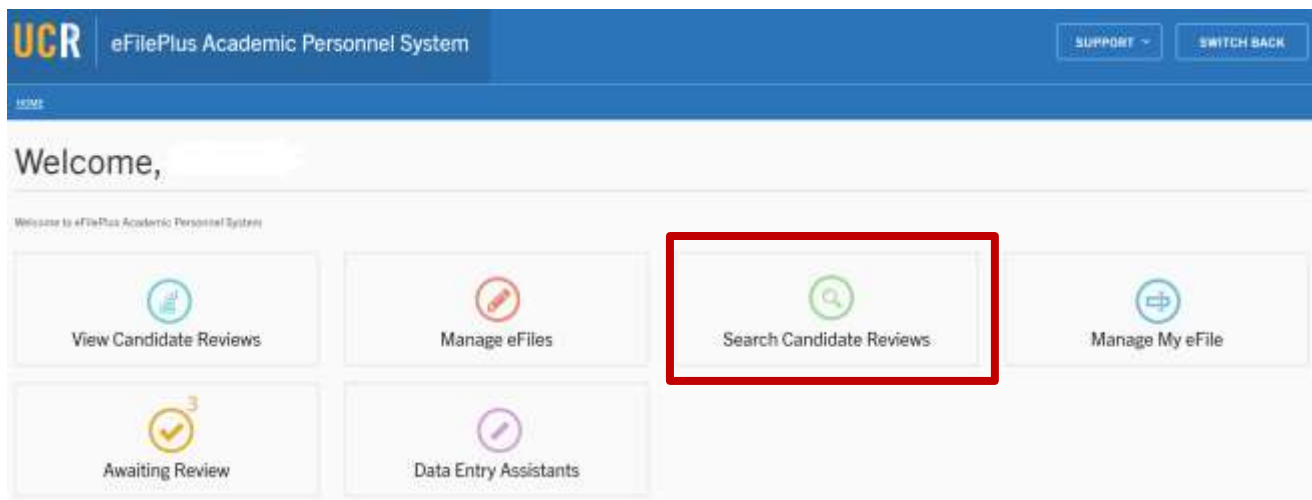 UCR eFilePlus Academic Personnel System SUPPORT SWITCH BACK
HOME
Welcome,
Welcome to eFilePlus Academic Personnel System
View Candidate Reviews Manage eFiles Search Candidate Reviews Manage My eFile
3
Awaiting Review Data Entry Assistants